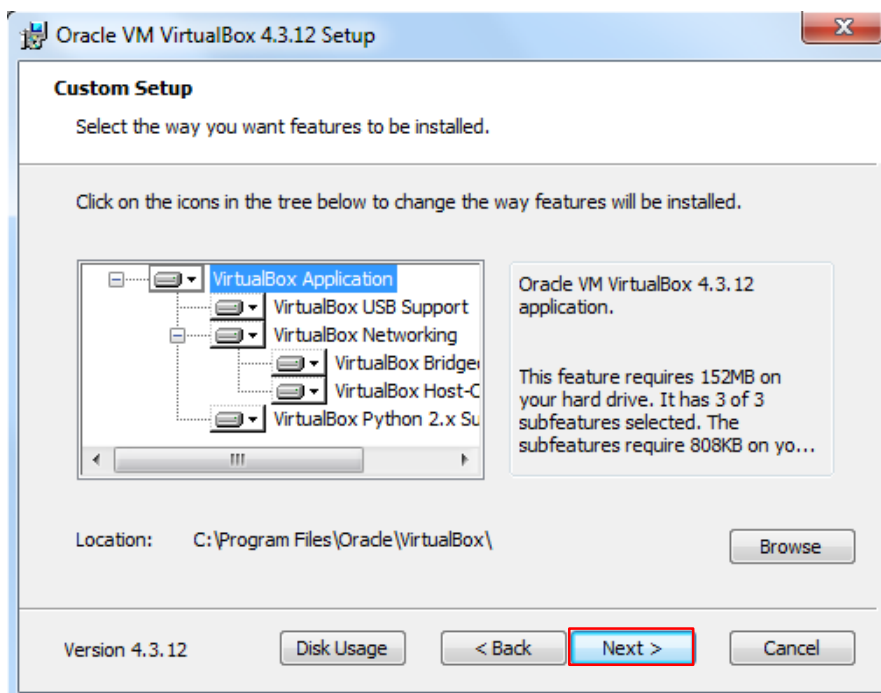 Oracle VM VirtualBox 4.3.12 Setup
Custom Setup
Select the way you want features to be installed.
Click on the icons in the tree below to change the way features will be installed.
VirtualBox Application
VirtualBox USB Support
VirtualBox Networking
VirtualBox Bridge
VirtualBox Host-C
VirtualBox Python 2.x Su
Oracle VM VirtualBox 4.3.12
application.
This feature requires 152MB on
your hard drive. It has 3 of 3
subfeatures selected. The
subfeatures require 808KB on yo...
Location: C:\Program Files\Oracle\VirtualBox\
Browse
Version 4.3.12
Disk Usage
< Back
Next >
Cancel